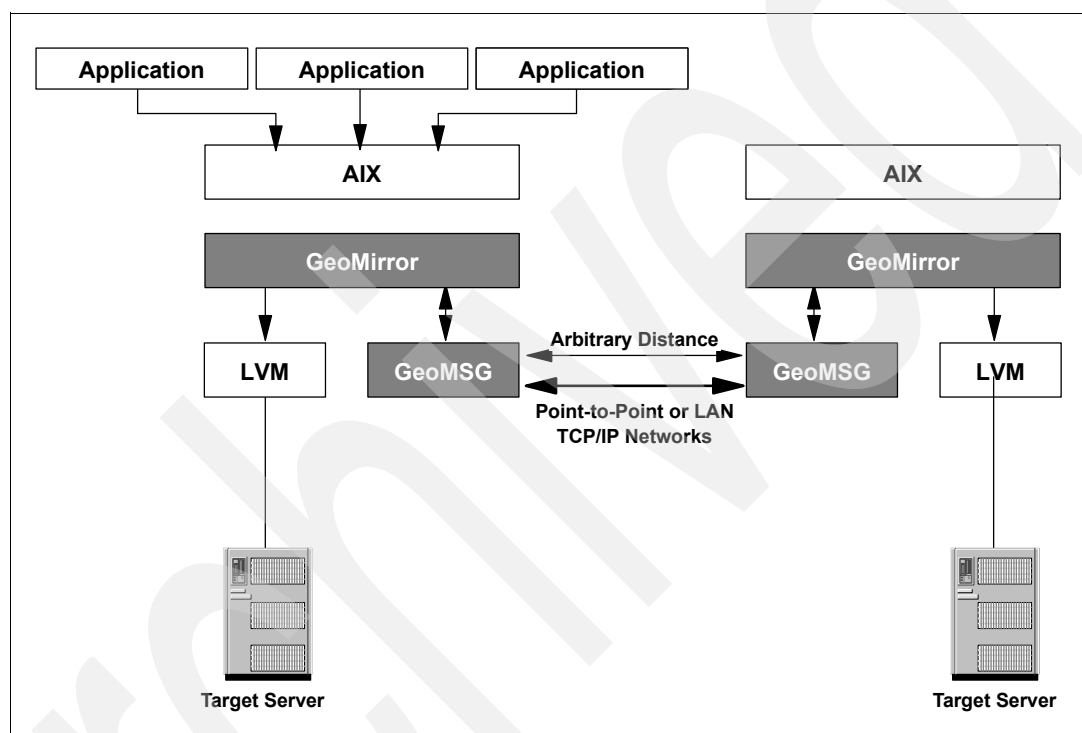 Application
Application
Application
AIX
AIX
GeoMirror
GeoMirror
Arbitrary Distance
LVM
GeoMSG
GeoMSG
LVM
Point-to-Point or LAN
TCP/IP Networks
Target Server
Target Server